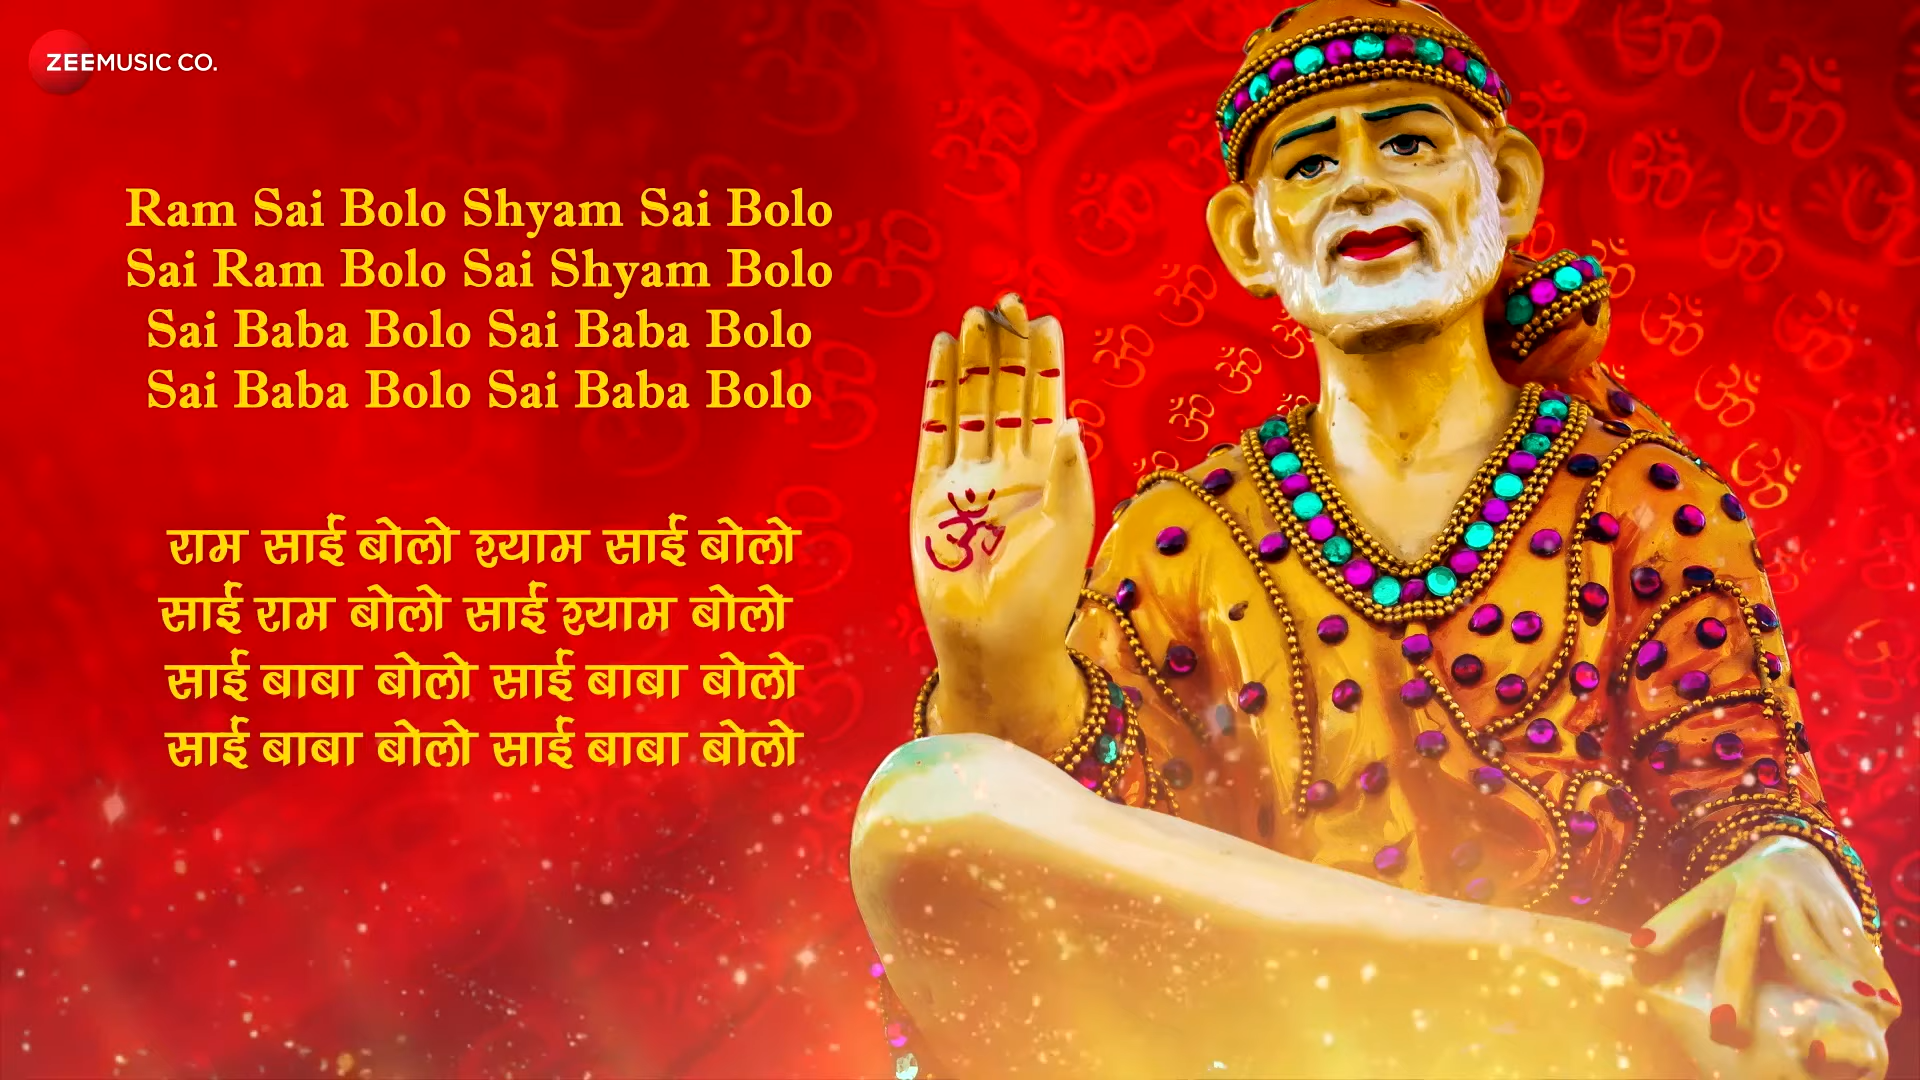 ZEEMUSIC CO.
Ram Sai Bolo Shyam Sai Bolo
Sai Ram Bolo Sai Shyam Bolo
Sai Baba Bolo Sai Baba Bolo
Sai Baba Bolo Sai Baba Bolo
राम साई बोलो श्याम साई बोलो
साई राम बोलो साई श्याम बोलो
साई बाबा बोलो साई बाबा बोलो
साई बाबा बोलो साई बाबा बोलो
ॐ